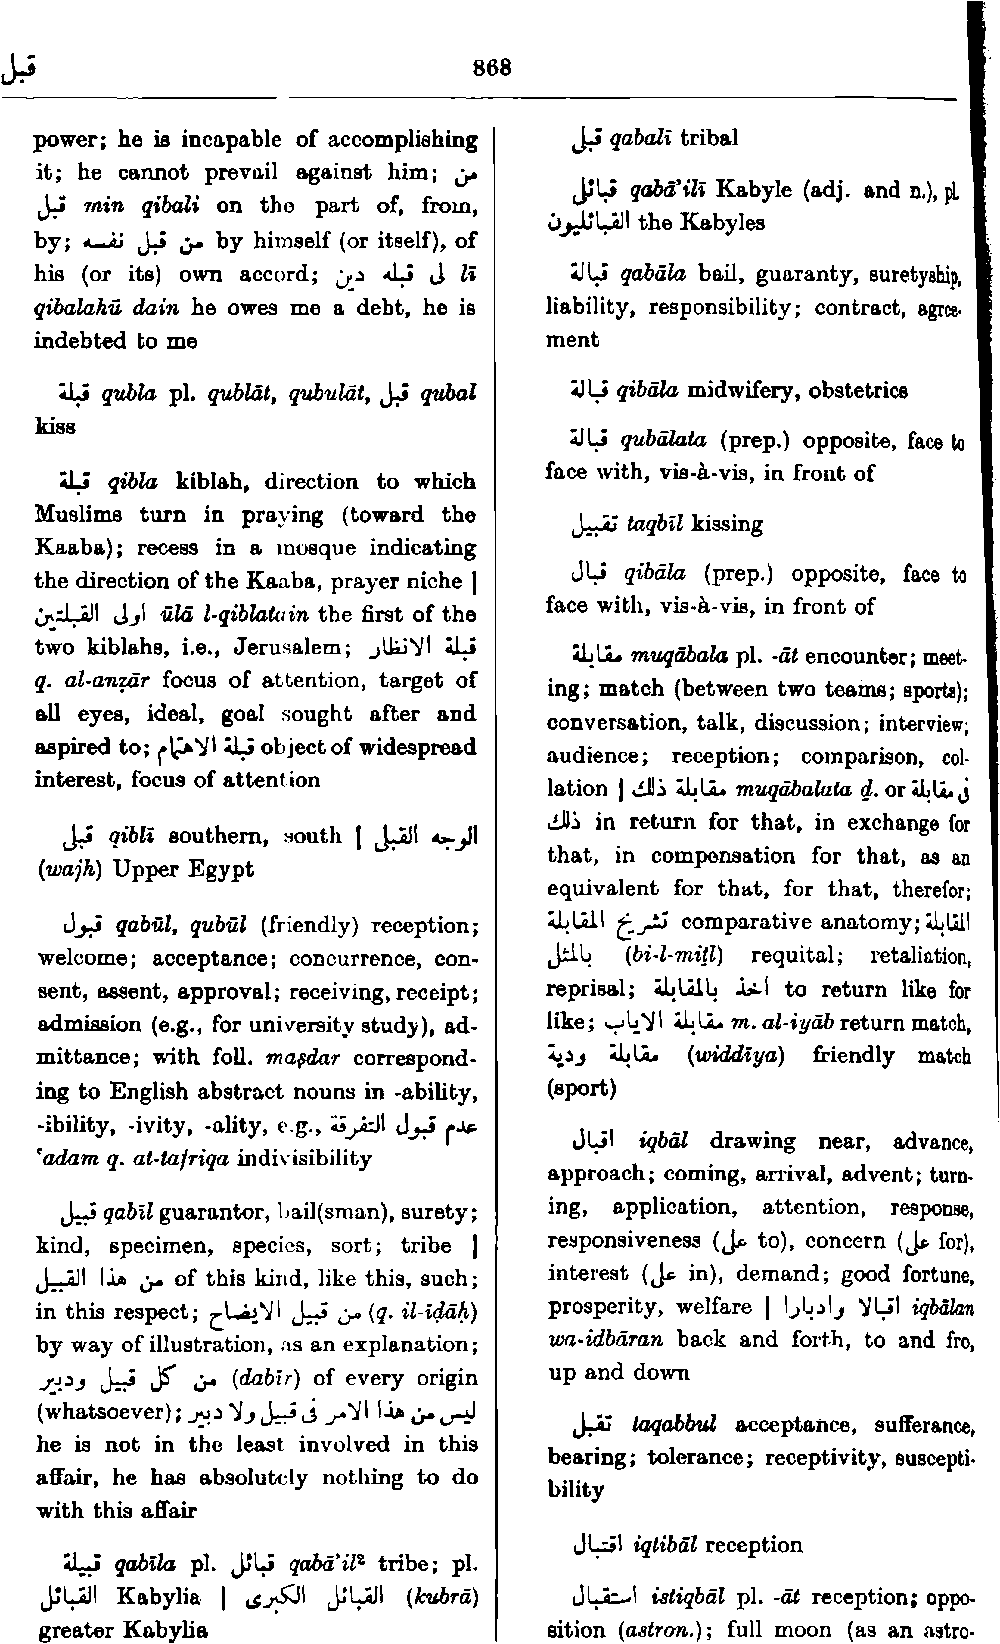 قبل
868
power; he is incapable of accomplishing
it; he cannot prevail against him; من
قبل min qibali on the part of, from,
by; من قبل نفسه by himself (or itself), of
his (or its) own accord; لى قبله دين lī
qibalahū dain he owes me a debt, he is
indebted to me
قبلة qubla pl. qublāt, qubulāt, قبل qubal
kiss
قبلة qibla kiblah, direction to which
Muslims turn in praying (toward the
Kaaba); recess in a mosque indicating
the direction of the Kaaba, prayer niche |
اولى القبلتين ūlā l-qiblatain the first of the
two kiblahs, i.e., Jerusalem; قبلة الانظار
q. al-anẓār focus of attention, target of
all eyes, ideal, goal sought after and
aspired to; قبلة الاهتمام object of widespread
interest, focus of attention
قبلى qiblī southern, south | الوجه القبلى
(wajh) Upper Egypt
قبول qabūl, qubūl (friendly) reception;
welcome; acceptance; concurrence, con-
sent, assent, approval; receiving, receipt;
admission (e.g., for university study), ad-
mittance; with foll. maṣdar correspond-
ing to English abstract nouns in -ability,
-ibility, -ivity, -ality, e.g., عدم قبول التفرقة
ʿadam q. at-tafriqa indivisibility
قبيل qabīl guarantor, bail(sman), surety;
kind, specimen, species, sort; tribe |
من هذا القبيل of this kind, like this, such;
in this respect; من قبيل الايضاح (q. il-īḍāḥ)
by way of illustration, as an explanation;
من كل قبيل ودبير (dabīr) of every origin
(whatsoever); ليس من هذا الامر فى قبيل ولا دبير
he is not in the least involved in this
affair, he has absolutely nothing to do
with this affair
قبيلة qabīla pl. قبائل qabāʾil² tribe; pl.
القبائل Kabylia | القبائل الكبرى (kubrā)
greater Kabylia
قبلى qabalī tribal
قبائلى qabāʾilī Kabyle (adj. and n.), pl.
القبائليون the Kabyles
قبالة qabāla bail, guaranty, suretyship,
liability, responsibility; contract, agree-
ment
قبالة qibāla midwifery, obstetrics
قبالة qubālata (prep.) opposite, face to
face with, vis-à-vis, in front of
تقبيل taqbīl kissing
قبال qibāla (prep.) opposite, face to
face with, vis-à-vis, in front of
مقابلة muqābala pl. -āt encounter; meet-
ing; match (between two teams; sports);
conversation, talk, discussion; interview;
audience; reception; comparison, col-
lation | مقابلة ذلك muqābalata ḏ. or فى مقابلة
ذلك in return for that, in exchange for
that, in compensation for that, as an
equivalent for that, for that, therefor;
تشريح المقابلة comparative anatomy; المقابلة
بالمثل (bi-l-miṯl) requital; retaliation,
reprisal; اخذ بالمقابلة to return like for
like; مقابلة الاياب m. al-iyāb return match,
مقابلة ودية (widdīya) friendly match
(sport)
اقبال iqbāl drawing near, advance,
approach; coming, arrival, advent; turn-
ing, application, attention, response,
responsiveness (على to), concern (على for),
interest (على in), demand; good fortune,
prosperity, welfare | اقبالا وادبارا iqbālan
wa-idbāran back and forth, to and fro,
up and down
تقبل taqabbul acceptance, sufferance,
bearing; tolerance; receptivity, suscepti-
bility
اقتبال iqtibāl reception
استقبال istiqbāl pl. -āt reception; oppo-
sition (astron.); full moon (as an astro-